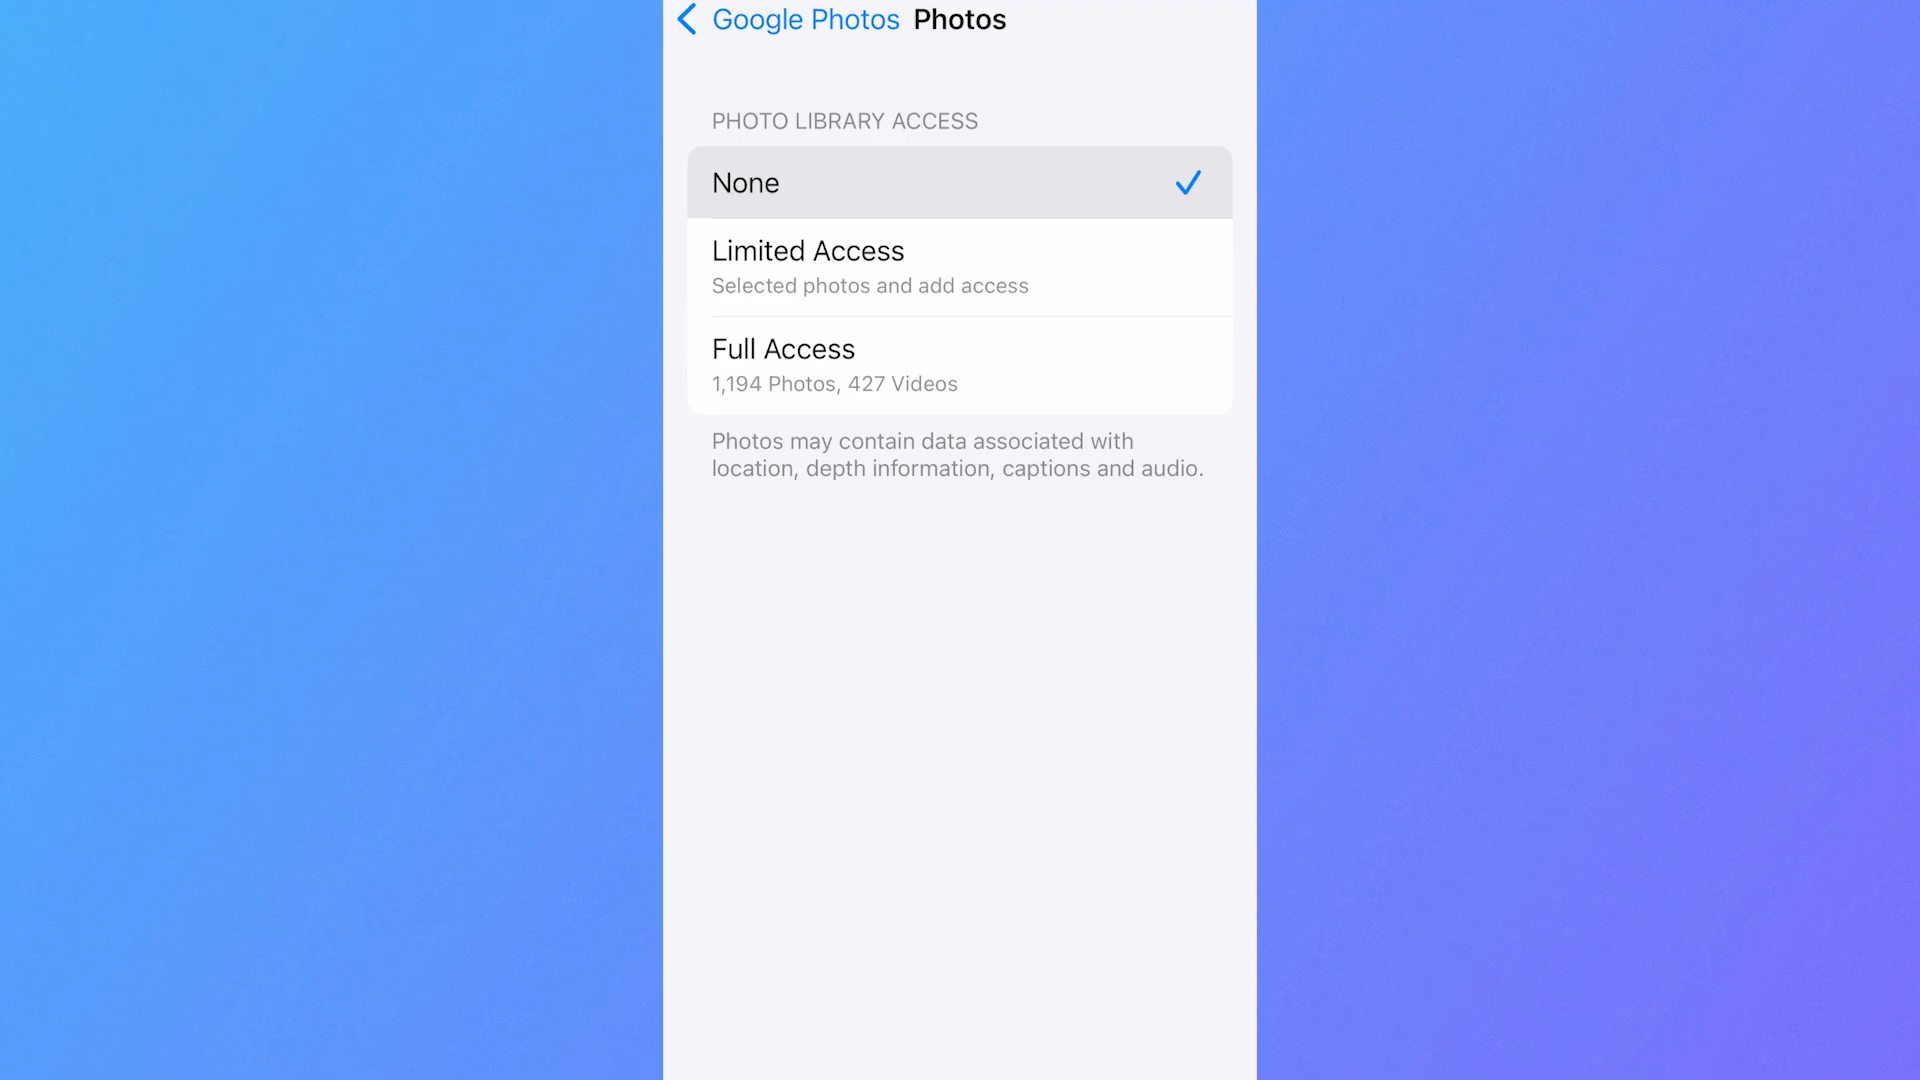 Google Photos Photos
PHOTO LIBRARY ACCESS
None
Limited Access
Selected photos and add access
Full Access
1,194 Photos, 427 Videos
Photos may contain data associated with
location, depth information, captions and audio.